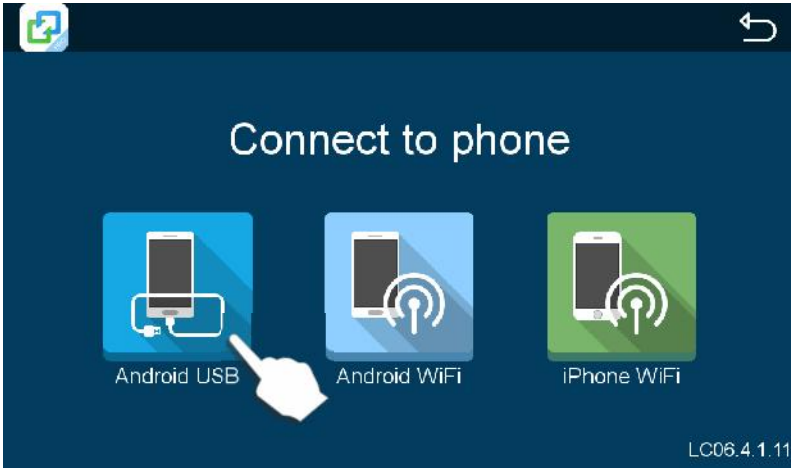 Connect to phone
Android USB
Android WiFi
iPhone WiFi
LC06.4.1.11